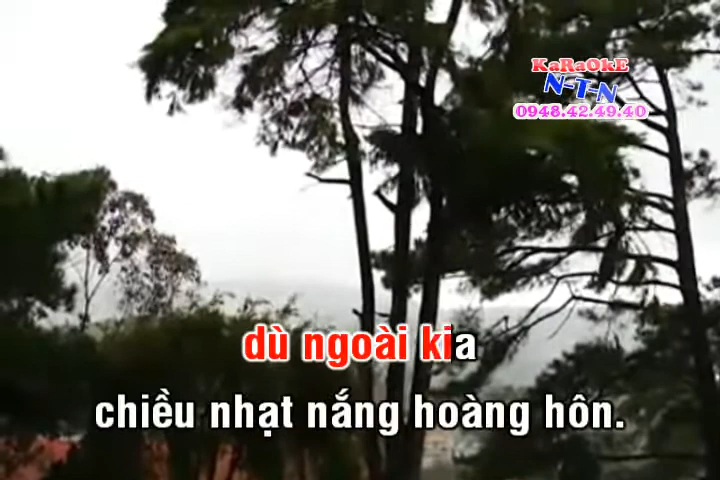 KaRaOkE
N-T-N
0948.42.49.40
dù ngoài kia
chiều nhạt nắng hoàng hôn.